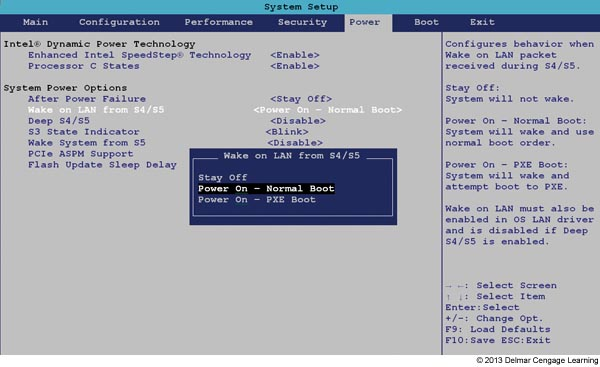 System Setup
Main Configuration Performance Security Power Boot Exit
Intel® Dynamic Power Technology
Enhanced Intel SpeedStep® Technology <Enable>
Processor C States <Enable>
System Power Options
After Power Failure <Stay Off>
Wake on LAN from S4/S5 <Power On - Normal Boot>
Deep S4/S5 <Disable>
S3 State Indicator <Blink>
Wake System from S5 <Disable>
PCIe ASPM Support
Flash Update Sleep Delay
Wake on LAN from S4/S5
Stay Off
Power On - Normal Boot
Power On - PXE Boot
Configures behavior when
Wake on LAN packet
received during S4/S5.
Stay Off:
System will not wake.
Power On - Normal Boot:
System will wake and use
normal boot order.
Power On - PXE Boot:
System will wake and
attempt boot to PXE.
Wake on LAN must also be
enabled in OS LAN driver
and is disabled if Deep
S4/S5 is enabled.
→ ←: Select Screen
↑ ↓: Select Item
Enter:Select
+/-: Change Opt.
F9: Load Defaults
F10:Save ESC:Exit
© 2013 Delmar Cengage Learning